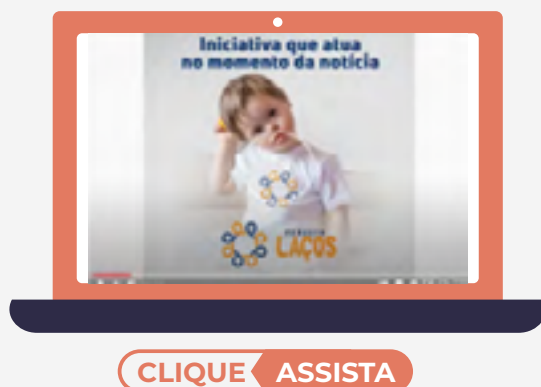 Iniciativa que atua
no momento da notícia
LAÇOS
CLIQUE ASSISTA